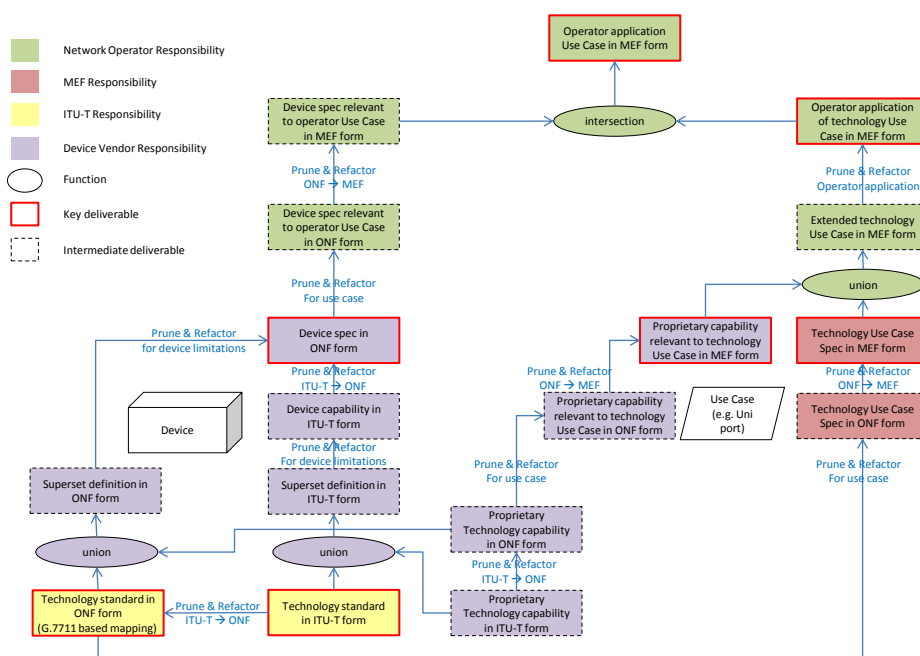 Operator application
Use Case in MEF form
Network Operator Responsibility
MEF Responsibility
ITU-T Responsibility
Device Vendor Responsibility
Function
Key deliverable
Intermediate deliverable
Device spec relevant
to operator Use Case
in MEF form
intersection
Operator application
of technology Use
Case in MEF form
Prune & Refactor
ONF → MEF
Prune & Refactor
Operator application
Device spec relevant
to operator Use Case
in ONF form
Extended technology
Use Case in MEF form
Prune & Refactor
For use case
union
Prune & Refactor
for device limitations
Device spec in
ONF form
Proprietary capability
relevant to technology
Use Case in MEF form
Technology Use Case
Spec in MEF form
Prune & Refactor
ITU-T → ONF
Prune & Refactor
ONF → MEF
Prune & Refactor
ONF → MEF
Device
Device capability in
ITU-T form
Proprietary capability
relevant to technology
Use Case in ONF form
Use Case
(e.g. Uni
port)
Technology Use Case
Spec in ONF form
Prune & Refactor
For device limitations
Prune & Refactor
For use case
Prune & Refactor
For use case
Superset definition in
ONF form
Superset definition in
ITU-T form
Proprietary
Technology capability
in ONF form
union
union
Prune & Refactor
ITU-T → ONF
Technology standard in
ONF form
(G.7711 based mapping)
Prune & Refactor
ITU-T → ONF
Technology standard
in ITU-T form
Proprietary
Technology capability
in ITU-T form